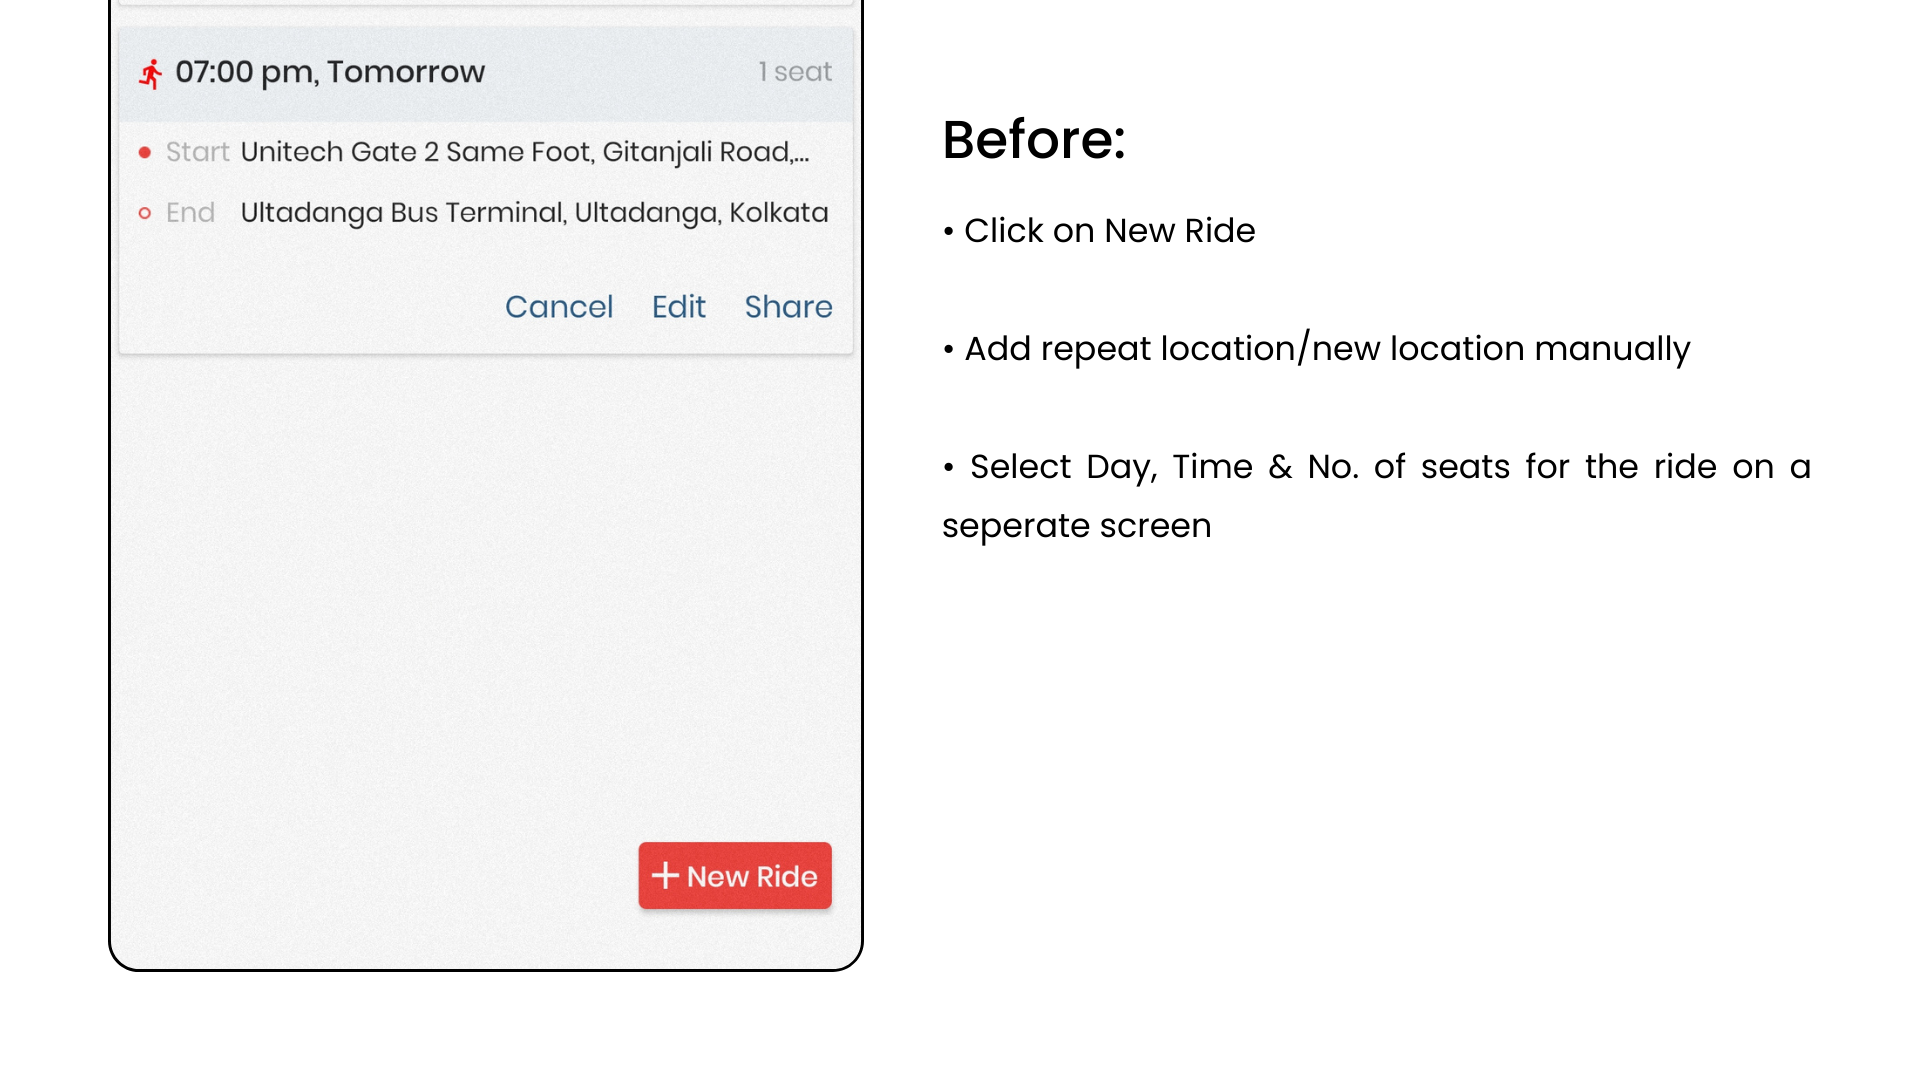 07:00 pm, Tomorrow 1 seat
Start Unitech Gate 2 Same Foot, Gitanjali Road,...
End Ultadanga Bus Terminal, Ultadanga, Kolkata
Cancel Edit Share
+ New Ride
Before:
• Click on New Ride
• Add repeat location/new location manually
• Select Day, Time & No. of seats for the ride on a
seperate screen